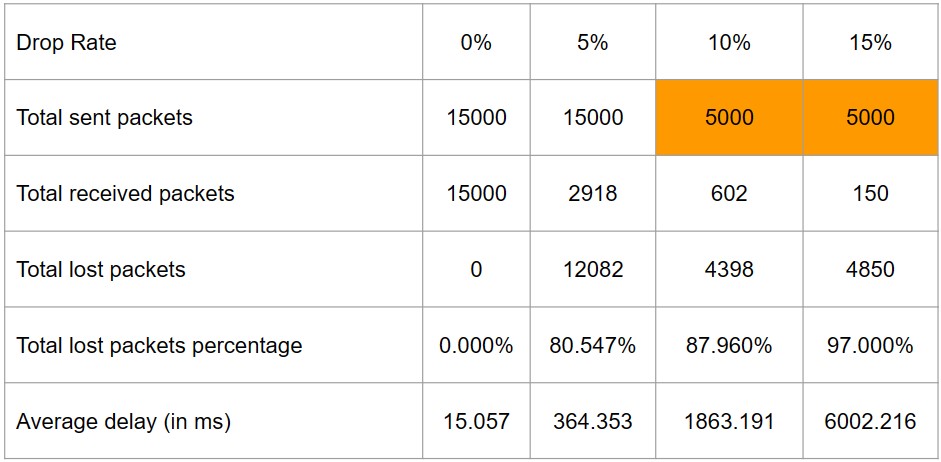 Drop Rate 0% 5% 10% 15%
Total sent packets 15000 15000 5000 5000
Total received packets 15000 2918 602 150
Total lost packets 0 12082 4398 4850
Total lost packets percentage 0.000% 80.547% 87.960% 97.000%
Average delay (in ms) 15.057 364.353 1863.191 6002.216